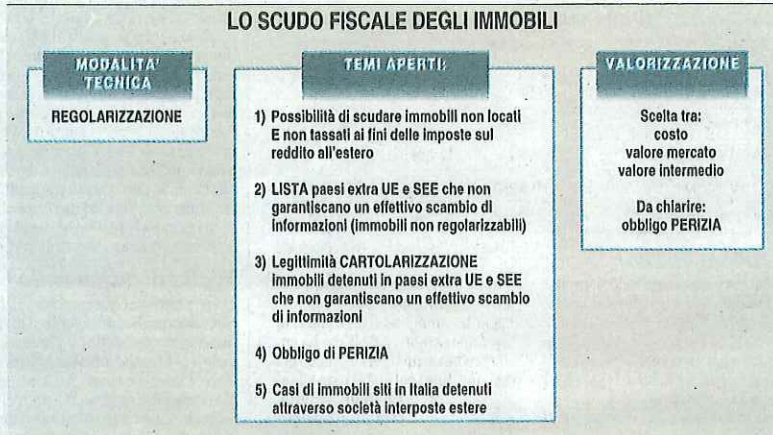 LO SCUDO FISCALE DEGLI IMMOBILI
MODALITA'
TECNICA
REGOLARIZZAZIONE
TEMI APERTI:
1) Possibilità di scudare immobili non locati
E non tassati ai fini delle imposte sul
reddito all'estero
2) LISTA paesi extra UE e SEE che non
garantiscano un effettivo scambio di
informazioni (immobili non regolarizzabili)
3) Legittimità CARTOLARIZZAZIONE
immobili detenuti in paesi extra UE e SEE
che non garantiscano un effettivo scambio
di informazioni
4) Obbligo di PERIZIA
5) Casi di immobili siti in Italia detenuti
attraverso società interposte estere
VALORIZZAZIONE
Scelta tra:
costo
valore mercato
valore intermedio
Da chiarire:
obbligo PERIZIA